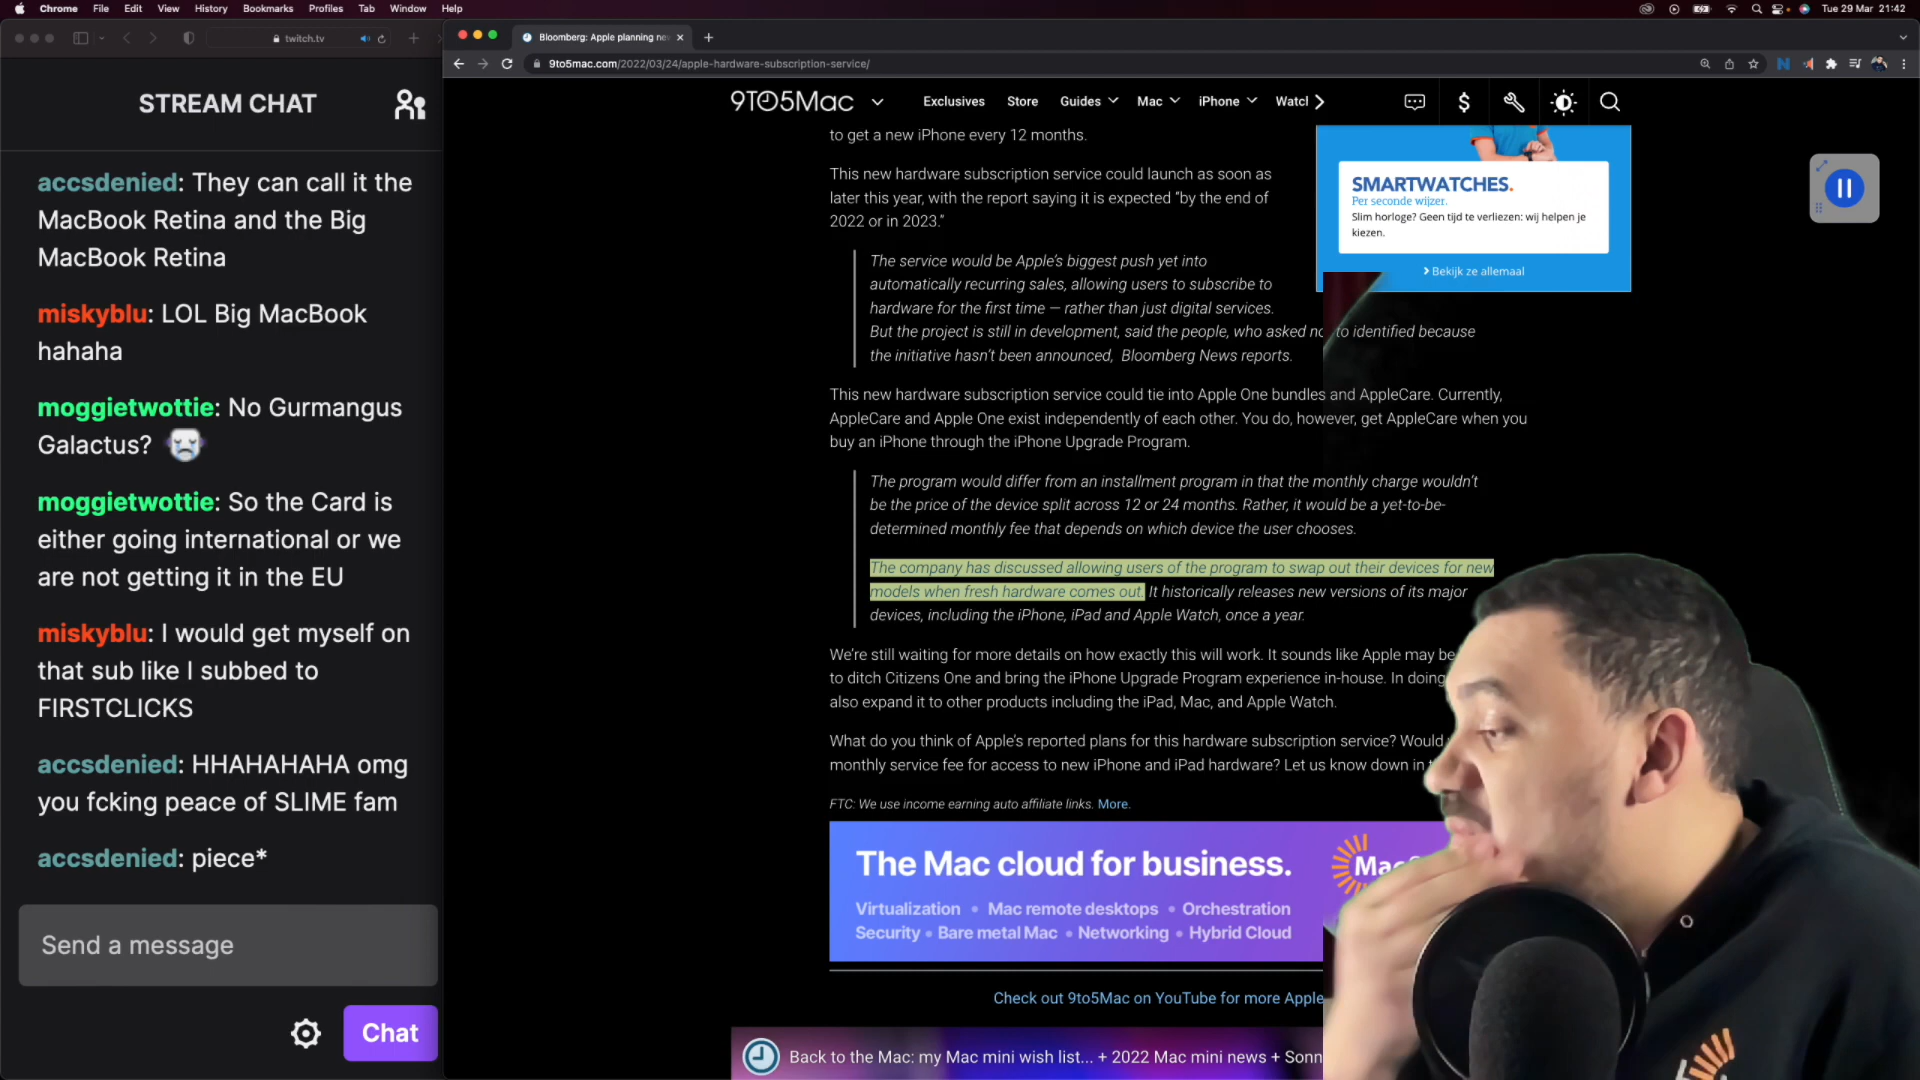 Chrome File Edit View History Bookmarks Profiles Tab Window Help
Tue 29 Mar 21:42
twitch.tv
Bloomberg: Apple planning ne
9to5mac.com/2022/03/24/apple-hardware-subscription-service/
STREAM CHAT
accsdenied: They can call it the
MacBook Retina and the Big
MacBook Retina
miskyblu: LOL Big MacBook
hahaha
moggietwottie: No Gurmangus
Galactus?
moggietwottie: So the Card is
either going international or we
are not getting it in the EU
miskyblu: I would get myself on
that sub like I subbed to
FIRSTCLICKS
accsdenied: HHAHAHAHA omg
you fcking peace of SLIME fam
accsdenied: piece*
Send a message
Chat
9TO5Mac
Exclusives Store Guides Mac iPhone Watcl
to get a new iPhone every 12 months.
This new hardware subscription service could launch as soon as
later this year, with the report saying it is expected “by the end of
2022 or in 2023.”
The service would be Apple’s biggest push yet into
automatically recurring sales, allowing users to subscribe to
hardware for the first time — rather than just digital services.
But the project is still in development, said the people, who asked no to identified because
the initiative hasn’t been announced, Bloomberg News reports.
This new hardware subscription service could tie into Apple One bundles and AppleCare. Currently,
AppleCare and Apple One exist independently of each other. You do, however, get AppleCare when you
buy an iPhone through the iPhone Upgrade Program.
The program would differ from an installment program in that the monthly charge wouldn’t
be the price of the device split across 12 or 24 months. Rather, it would be a yet-to-be-
determined monthly fee that depends on which device the user chooses.
The company has discussed allowing users of the program to swap out their devices for new
models when fresh hardware comes out. It historically releases new versions of its major
devices, including the iPhone, iPad and Apple Watch, once a year.
We’re still waiting for more details on how exactly this will work. It sounds like Apple may be
to ditch Citizens One and bring the iPhone Upgrade Program experience in-house. In doing
also expand it to other products including the iPad, Mac, and Apple Watch.
What do you think of Apple’s reported plans for this hardware subscription service? Would
monthly service fee for access to new iPhone and iPad hardware? Let us know down in
FTC: We use income earning auto affiliate links. More.
The Mac cloud for business.
Virtualization • Mac remote desktops • Orchestration
Security • Bare metal Mac • Networking • Hybrid Cloud
Mac
Check out 9to5Mac on YouTube for more Apple
Back to the Mac: my Mac mini wish list... + 2022 Mac mini news + Sonn
SMARTWATCHES.
Per seconde wijzer.
Slim horloge? Geen tijd te verliezen: wij helpen je
kiezen.
Bekijk ze allemaal